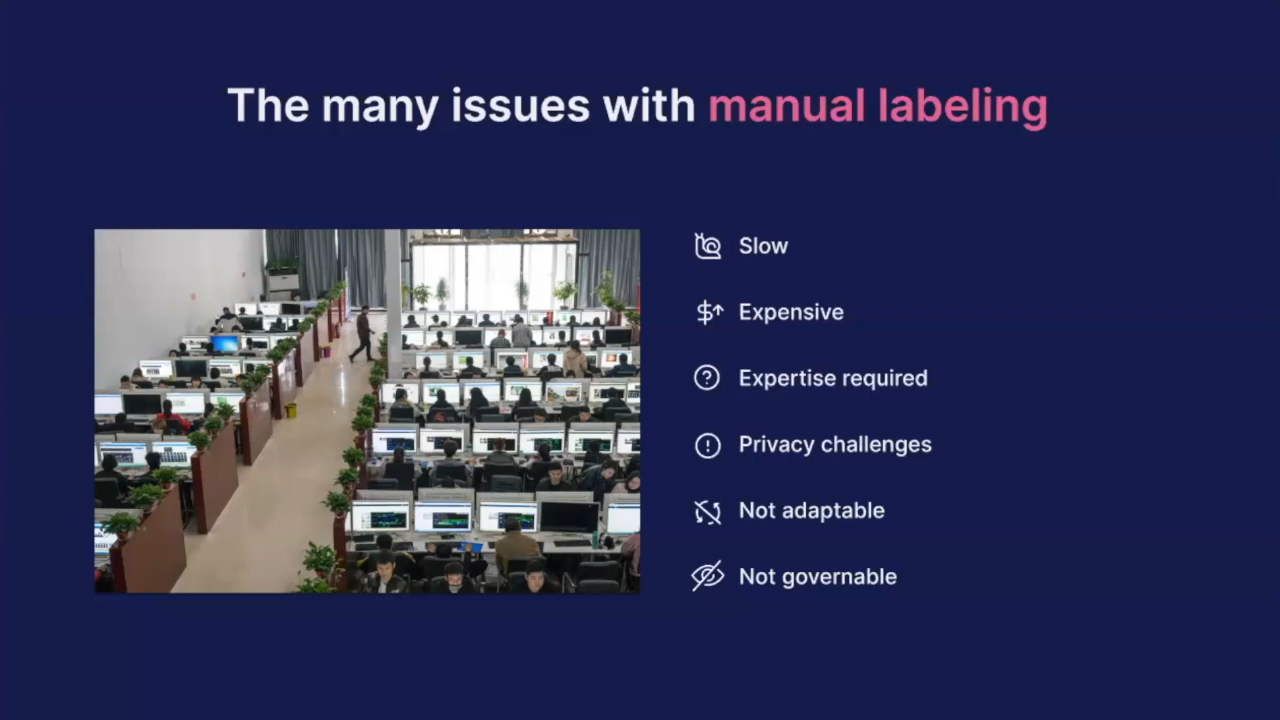 The many issues with manual labeling
Slow
Expensive
Expertise required
Privacy challenges
Not adaptable
Not governable